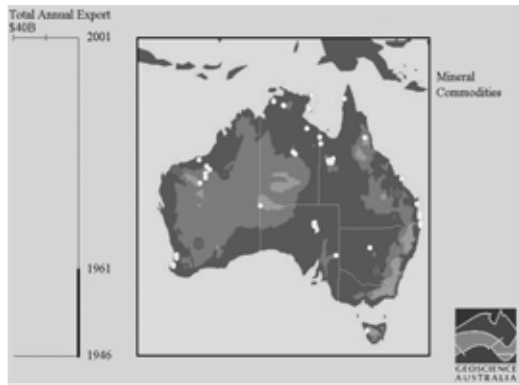 Total Annual Export
$40B
2001
Mineral
Commodities
1961
1946
GEOSCIENCE
AUSTRALIA